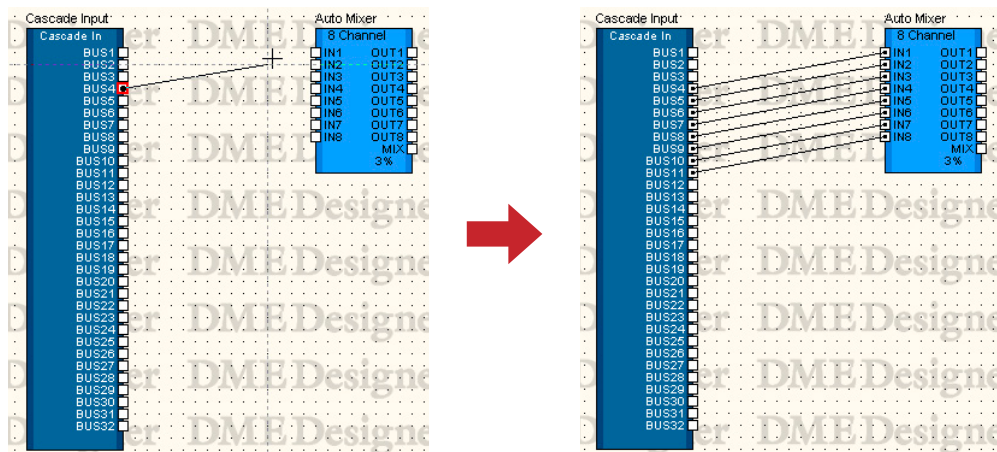 Cascade Input
Cascade In
BUS1
BUS2
BUS3
BUS4
BUS5
BUS6
BUS7
BUS8
BUS9
BUS10
BUS11
BUS12
BUS13
BUS14
BUS15
BUS16
BUS17
BUS18
BUS19
BUS20
BUS21
BUS22
BUS23
BUS24
BUS25
BUS26
BUS27
BUS28
BUS29
BUS30
BUS31
BUS32
Auto Mixer
8 Channel
IN1 OUT1
IN2 OUT2
IN3 OUT3
IN4 OUT4
IN5 OUT5
IN6 OUT6
IN7 OUT7
IN8 OUT8
MIX
3%
Cascade Input
Cascade In
BUS1
BUS2
BUS3
BUS4
BUS5
BUS6
BUS7
BUS8
BUS9
BUS10
BUS11
BUS12
BUS13
BUS14
BUS15
BUS16
BUS17
BUS18
BUS19
BUS20
BUS21
BUS22
BUS23
BUS24
BUS25
BUS26
BUS27
BUS28
BUS29
BUS30
BUS31
BUS32
Auto Mixer
8 Channel
IN1 OUT1
IN2 OUT2
IN3 OUT3
IN4 OUT4
IN5 OUT5
IN6 OUT6
IN7 OUT7
IN8 OUT8
MIX
3%
DME Designer